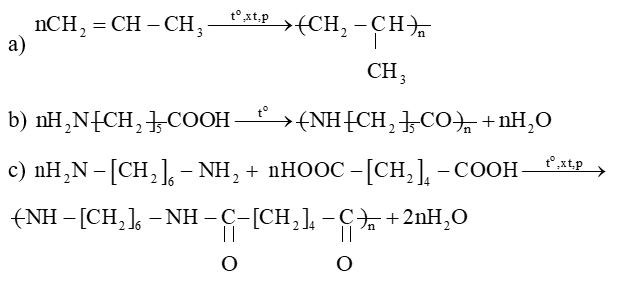 a) nCH₂ = CH – CH₃ —t°,xt,p→ –(CH₂ – CH)–ₙ
|
CH₃
b) nH₂N–[CH₂]–₅COOH —t°→ –(NH–[CH₂]–₅CO)–ₙ + nH₂O
c) nH₂N – [CH₂]₆ – NH₂ + nHOOC – [CH₂]₄ – COOH —t°,xt,p→
–(NH – [CH₂]₆ – NH – C – [CH₂]₄ – C)–ₙ + 2nH₂O
|| ||
O O